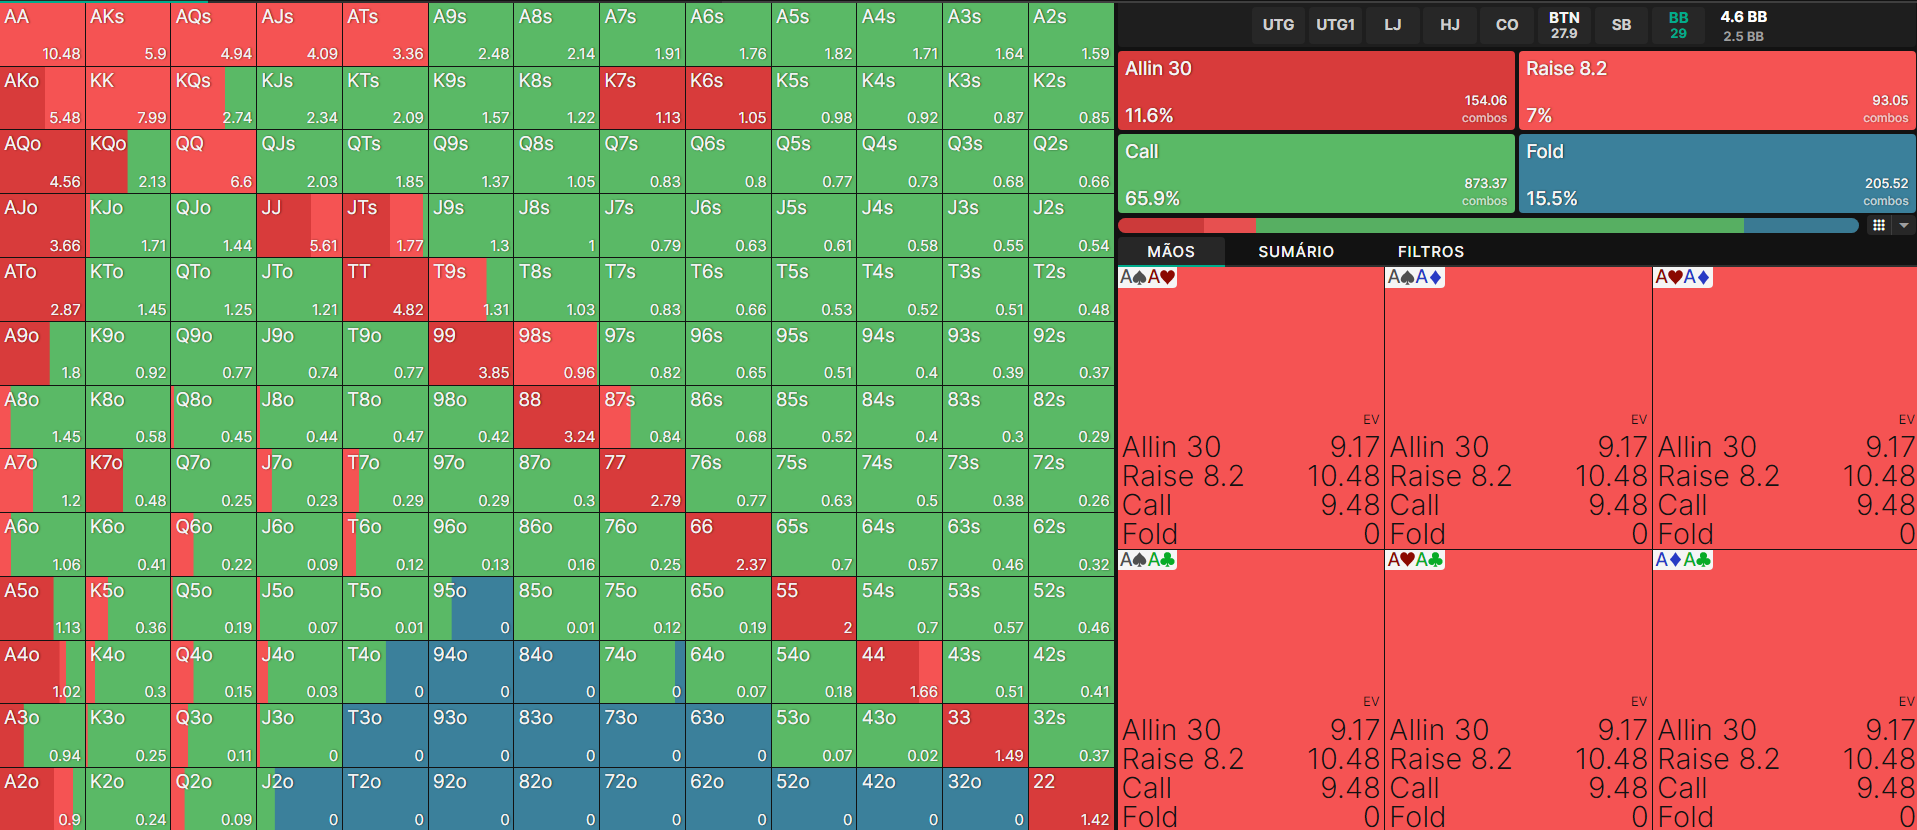 AA AKs AQs AJs ATs A9s A8s A7s A6s A5s A4s A3s A2s
10.48 5.9 4.94 4.09 3.36 2.48 2.14 1.91 1.76 1.82 1.71 1.64 1.59
AKo KK KQs KJs KTs K9s K8s K7s K6s K5s K4s K3s K2s
5.48 7.99 2.74 2.34 2.09 1.57 1.22 1.13 1.05 0.98 0.92 0.87 0.85
AQo KQo QQ QJs QTs Q9s Q8s Q7s Q6s Q5s Q4s Q3s Q2s
4.56 2.13 6.6 2.03 1.85 1.37 1.05 0.83 0.8 0.77 0.73 0.68 0.66
AJo KJo QJo JJ JTs J9s J8s J7s J6s J5s J4s J3s J2s
3.66 1.71 1.44 5.61 1.77 1.3 1 0.79 0.63 0.61 0.58 0.55 0.54
ATo KTo QTo JTo TT T9s T8s T7s T6s T5s T4s T3s T2s
2.87 1.45 1.25 1.21 4.82 1.31 1.03 0.83 0.66 0.53 0.52 0.51 0.48
A9o K9o Q9o J9o T9o 99 98s 97s 96s 95s 94s 93s 92s
1.8 0.92 0.77 0.74 0.77 3.85 0.96 0.82 0.65 0.51 0.4 0.39 0.37
A8o K8o Q8o J8o T8o 98o 88 87s 86s 85s 84s 83s 82s
1.45 0.58 0.45 0.44 0.47 0.42 3.24 0.84 0.68 0.52 0.4 0.3 0.29
A7o K7o Q7o J7o T7o 97o 87o 77 76s 75s 74s 73s 72s
1.2 0.48 0.25 0.23 0.29 0.29 0.3 2.79 0.77 0.63 0.5 0.38 0.26
A6o K6o Q6o J6o T6o 96o 86o 76o 66 65s 64s 63s 62s
1.06 0.41 0.22 0.09 0.12 0.13 0.16 0.25 2.37 0.7 0.57 0.46 0.32
A5o K5o Q5o J5o T5o 95o 85o 75o 65o 55 54s 53s 52s
1.13 0.36 0.19 0.07 0.01 0 0.01 0.12 0.19 2 0.7 0.57 0.46
A4o K4o Q4o J4o T4o 94o 84o 74o 64o 54o 44 43s 42s
1.02 0.3 0.15 0.03 0 0 0 0 0.07 0.18 1.66 0.51 0.41
A3o K3o Q3o J3o T3o 93o 83o 73o 63o 53o 43o 33 32s
0.94 0.25 0.11 0 0 0 0 0 0 0.07 0.02 1.49 0.37
A2o K2o Q2o J2o T2o 92o 82o 72o 62o 52o 42o 32o 22
0.9 0.24 0.09 0 0 0 0 0 0 0 0 0 1.42
UTG UTG1 LJ HJ CO BTN 27.9 SB BB 29 4.6 BB 2.5 BB
Allin 30
154.06
11.6% combos
Raise 8.2
93.05
7% combos
Call
873.37
65.9% combos
Fold
205.52
15.5% combos
MÃOS SUMÁRIO FILTROS
A♠A♥ A♠A♦ A♥A♦
EV EV EV
Allin 30 9.17 Allin 30 9.17 Allin 30 9.17
Raise 8.2 10.48 Raise 8.2 10.48 Raise 8.2 10.48
Call 9.48 Call 9.48 Call 9.48
Fold 0 Fold 0 Fold 0
A♠A♣ A♥A♣ A♦A♣
EV EV EV
Allin 30 9.17 Allin 30 9.17 Allin 30 9.17
Raise 8.2 10.48 Raise 8.2 10.48 Raise 8.2 10.48
Call 9.48 Call 9.48 Call 9.48
Fold 0 Fold 0 Fold 0